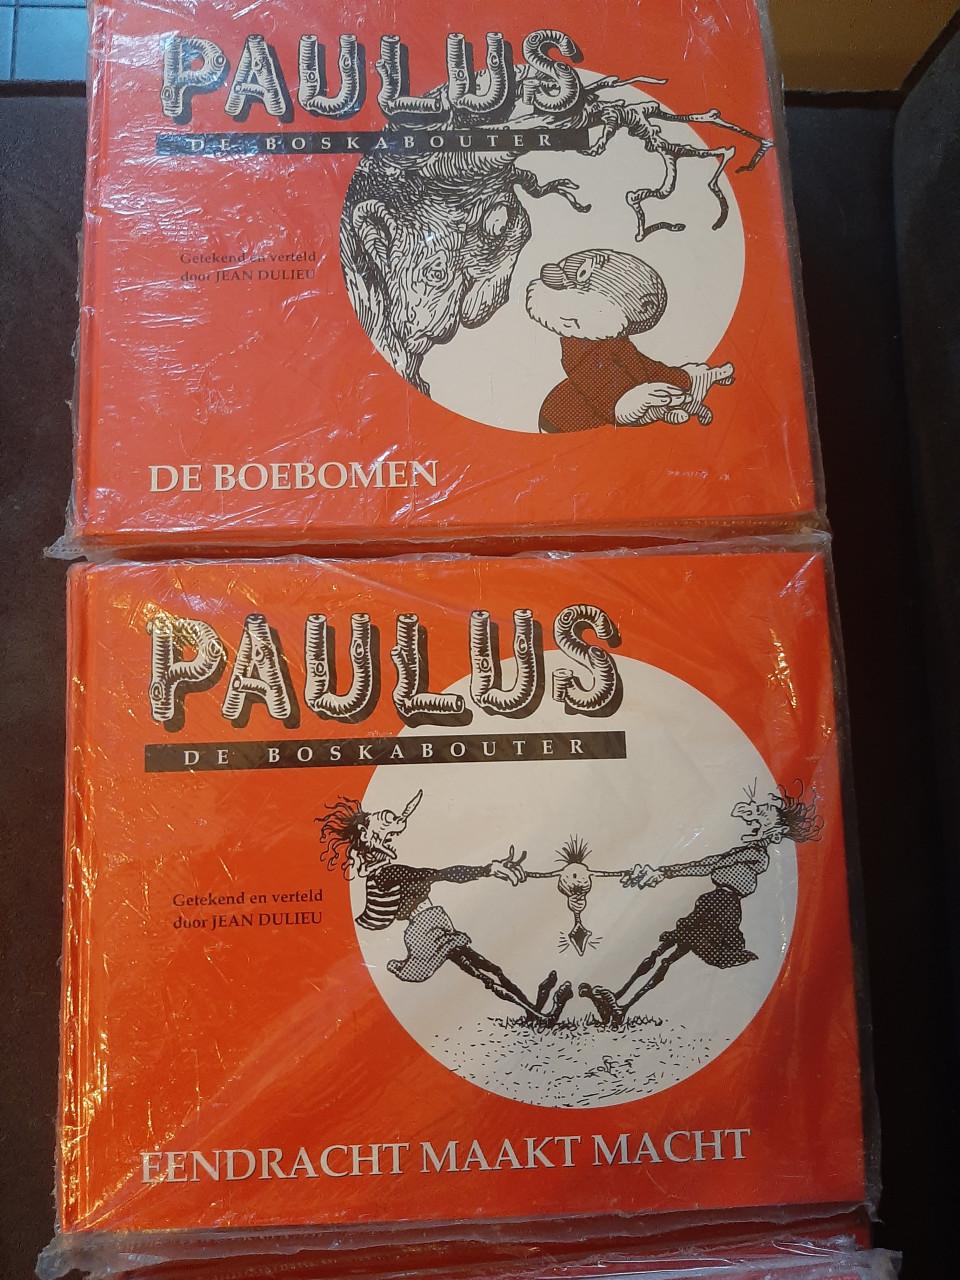 PAULUS
DE BOSKABOUTER
Getekend en verteld
door JEAN DULIEU
DE BOEBOMEN
PAULUS
DE BOSKABOUTER
Getekend en verteld
door JEAN DULIEU
EENDRACHT MAAKT MACHT